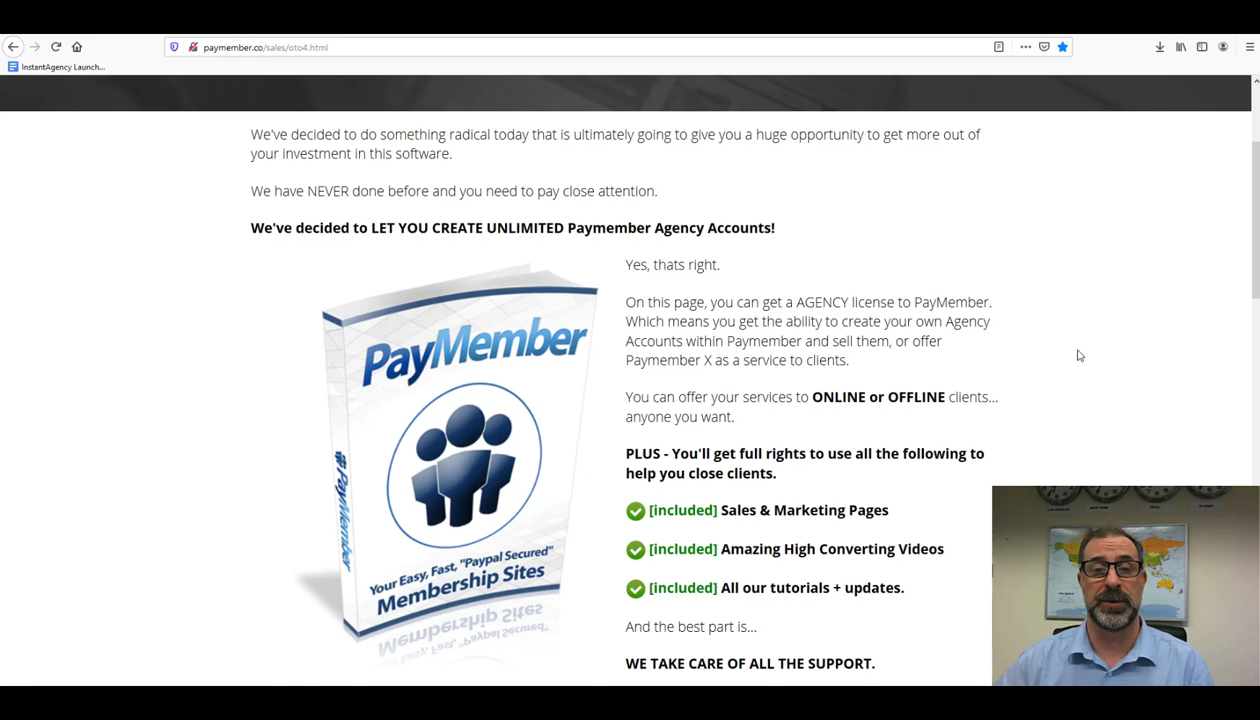 paymember.co/sales/oto4.html
InstantAgency Launch...
We've decided to do something radical today that is ultimately going to give you a huge opportunity to get more out of
your investment in this software.
We have NEVER done before and you need to pay close attention.
We've decided to LET YOU CREATE UNLIMITED Paymember Agency Accounts!
Yes, thats right.
On this page, you can get a AGENCY license to PayMember.
Which means you get the ability to create your own Agency
Accounts within Paymember and sell them, or offer
Paymember X as a service to clients.
You can offer your services to ONLINE or OFFLINE clients...
anyone you want.
PLUS - You'll get full rights to use all the following to
help you close clients.
[included] Sales & Marketing Pages
[included] Amazing High Converting Videos
[included] All our tutorials + updates.
And the best part is...
WE TAKE CARE OF ALL THE SUPPORT.
PayMember
PayMember
Your Easy, Fast, "Paypal Secured"
Membership Sites